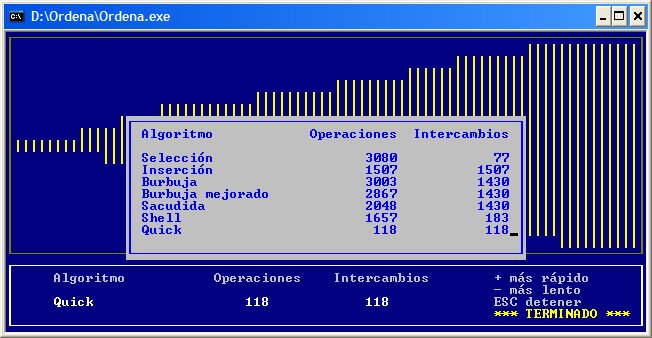 D:\Ordena\Ordena.exe
Algoritmo Operaciones Intercambios
Selección 3080 77
Inserción 1507 1507
Burbuja 3003 1430
Burbuja mejorado 2867 1430
Sacudida 2048 1430
Shell 1657 183
Quick 118 118
Algoritmo Operaciones Intercambios + más rápido
- más lento
Quick 118 118 ESC detener
*** TERMINADO ***